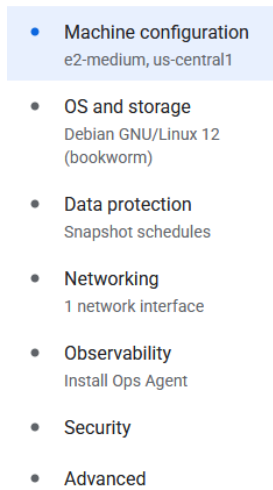 Machine configuration
e2-medium, us-central1
OS and storage
Debian GNU/Linux 12
(bookworm)
Data protection
Snapshot schedules
Networking
1 network interface
Observability
Install Ops Agent
Security
Advanced